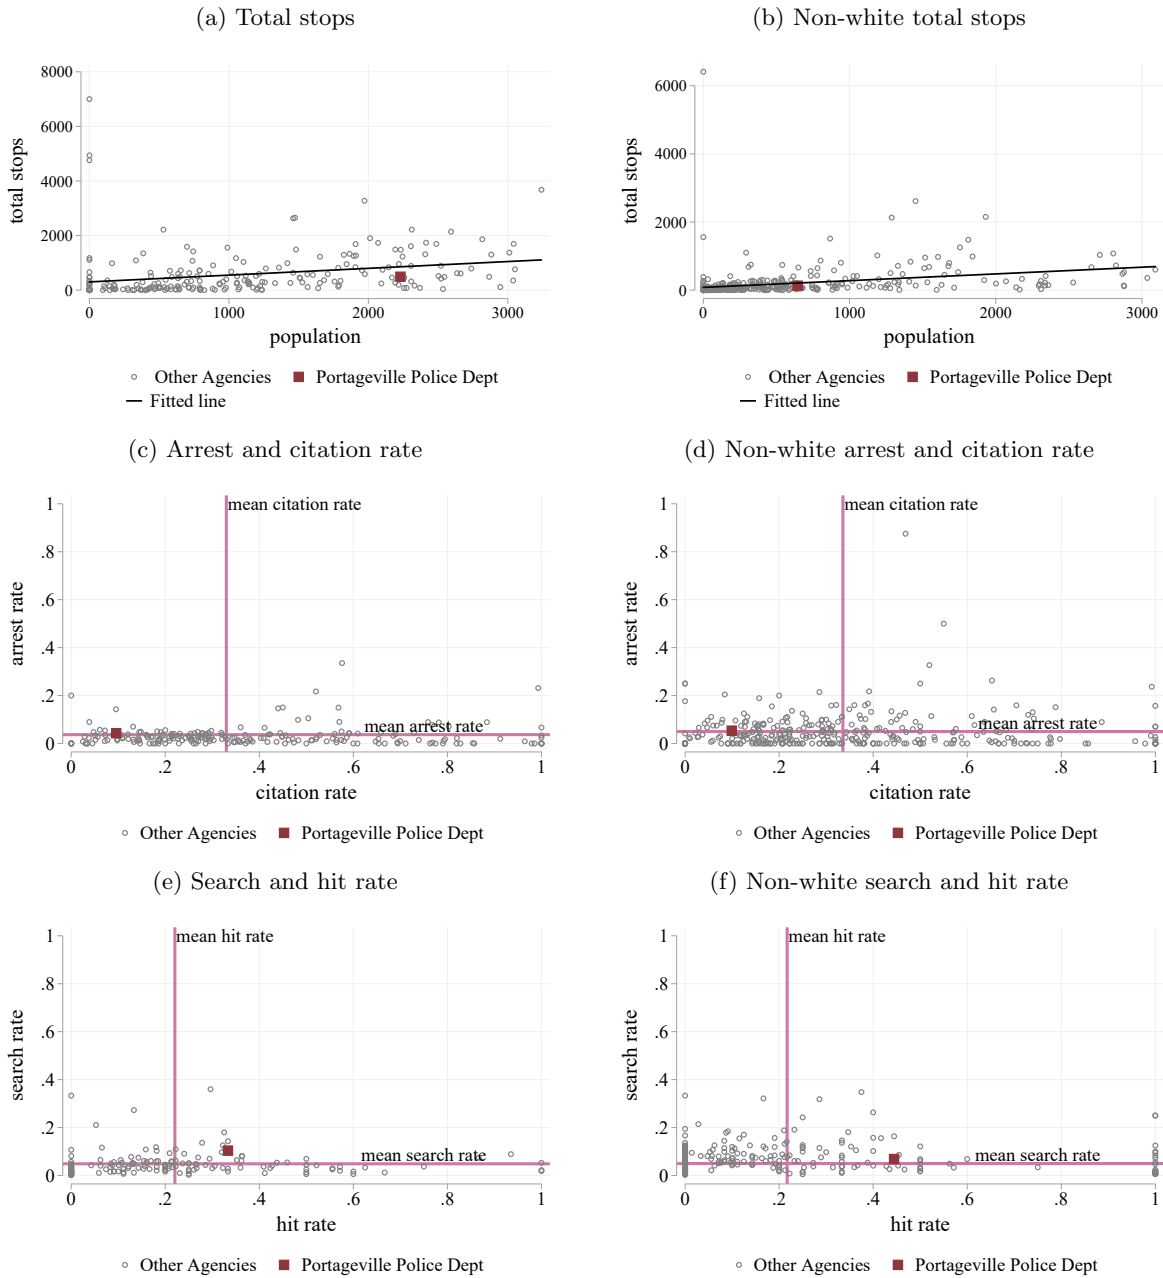 (a) Total stops
8000
6000
4000
2000
0
total stops
0 1000 2000 3000
population
Other Agencies Portageville Police Dept
Fitted line
(b) Non-white total stops
6000
4000
2000
0
total stops
0 1000 2000 3000
population
Other Agencies Portageville Police Dept
Fitted line
(c) Arrest and citation rate
1
.8
.6
.4
.2
0
arrest rate
mean citation rate
mean arrest rate
0 .2 .4 .6 .8 1
citation rate
Other Agencies Portageville Police Dept
(d) Non-white arrest and citation rate
1
.8
.6
.4
.2
0
arrest rate
mean citation rate
mean arrest rate
0 .2 .4 .6 .8 1
citation rate
Other Agencies Portageville Police Dept
(e) Search and hit rate
1
.8
.6
.4
.2
0
search rate
mean hit rate
mean search rate
0 .2 .4 .6 .8 1
hit rate
Other Agencies Portageville Police Dept
(f) Non-white search and hit rate
1
.8
.6
.4
.2
0
search rate
mean hit rate
mean search rate
0 .2 .4 .6 .8 1
hit rate
Other Agencies Portageville Police Dept